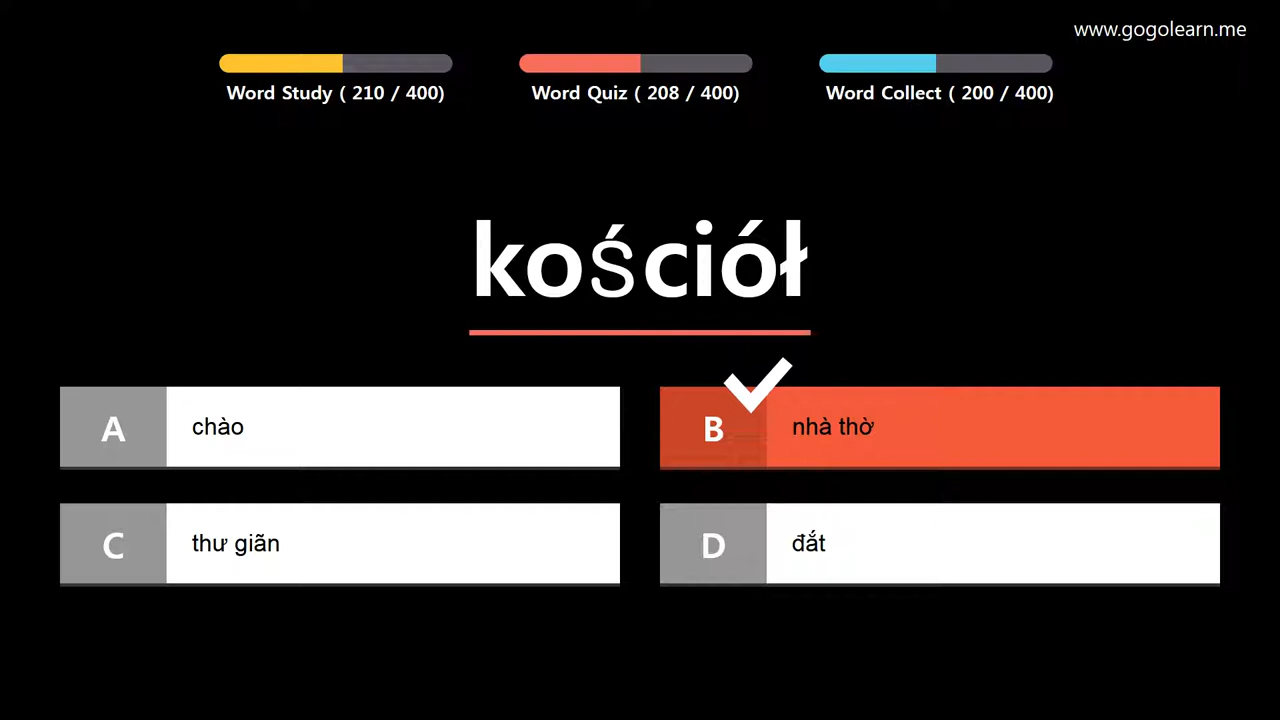 www.gogolearn.me
Word Study ( 210 / 400)
Word Quiz ( 208 / 400)
Word Collect ( 200 / 400)
kościół
A chào
B nhà thờ
C thư giãn
D đắt